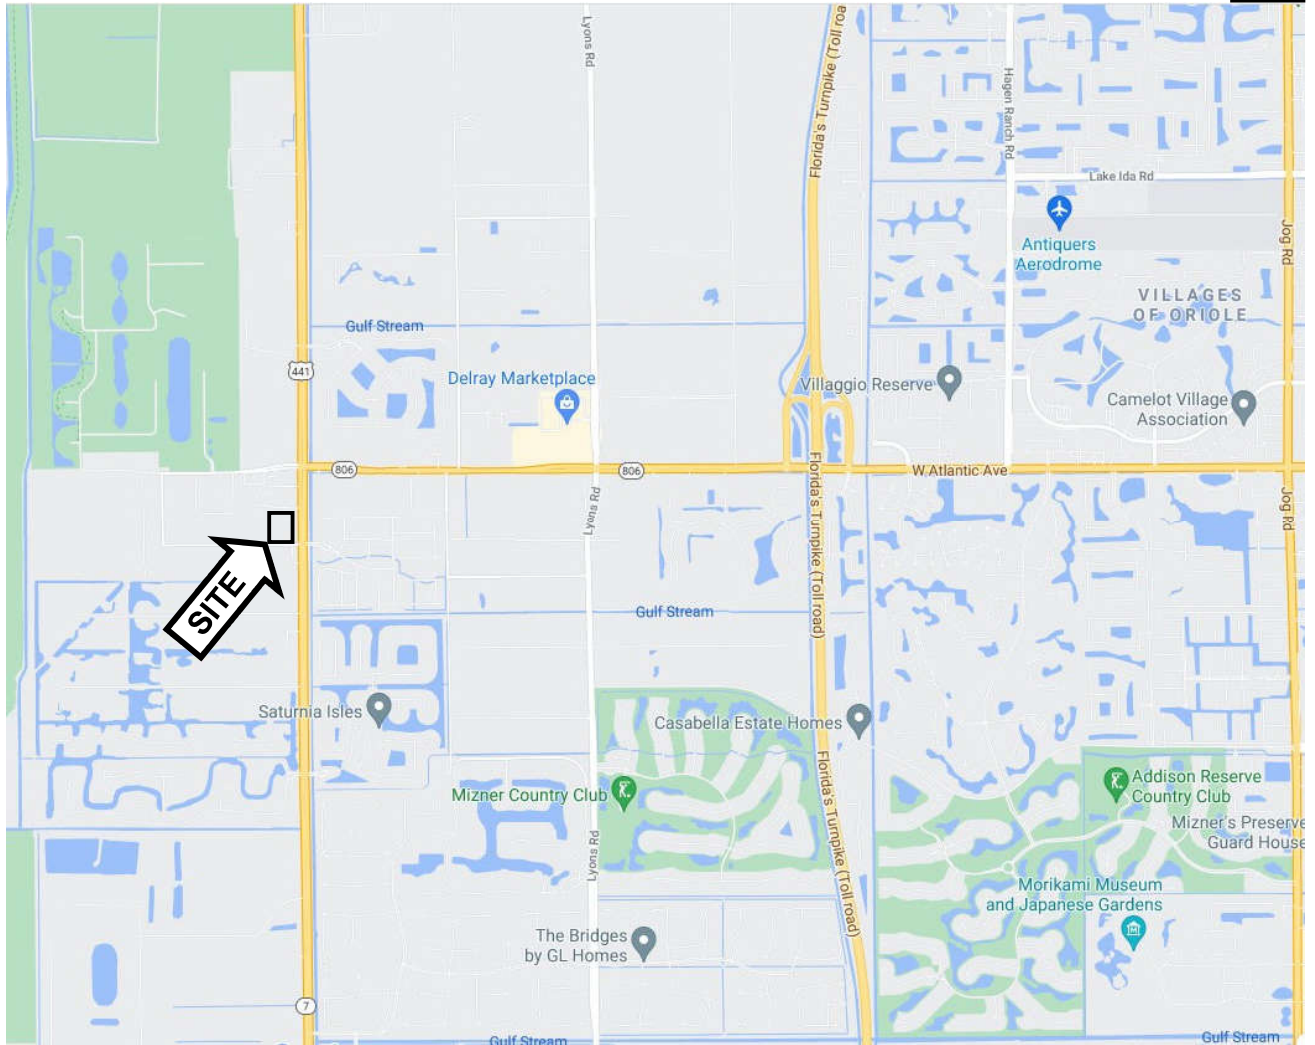 Lyons Rd
Florida's Turnpike (Toll roa
Hagen Ranch Rd
Lake Ida Rd
Antiquers
Aerodrome
Jog Rd
VILLAGES
OF ORIOLE
Gulf Stream
441
Delray Marketplace
Villaggio Reserve
Camelot Village
Association
806
806
W Atlantic Ave
Lyons Rd
Florida's Turnpike (Toll road)
Jog Rd
SITE
Gulf Stream
Saturnia Isles
Casabella Estate Homes
Florida's Turnpike (Toll road)
Mizner Country Club
Addison Reserve
Country Club
Mizner's Preserve
Guard House
Lyons Rd
Morikami Museum
and Japanese Gardens
The Bridges
by GL Homes
7
Gulf Stream
Gulf Stream